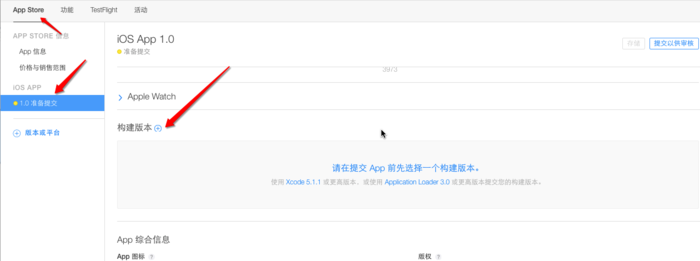 App Store 功能 TestFlight 活动
APP STORE 信息
App 信息
价格与销售范围
iOS APP
1.0 准备提交
版本或平台
iOS App 1.0
准备提交
存储 提交以供审核
3973
Apple Watch
构建版本
请在提交 App 前先选择一个构建版本。
使用 Xcode 5.1.1 或更高版本，或使用 Application Loader 3.0 或更高版本提交您的构建版本。
App 综合信息
App 图标 ? 版权 ?